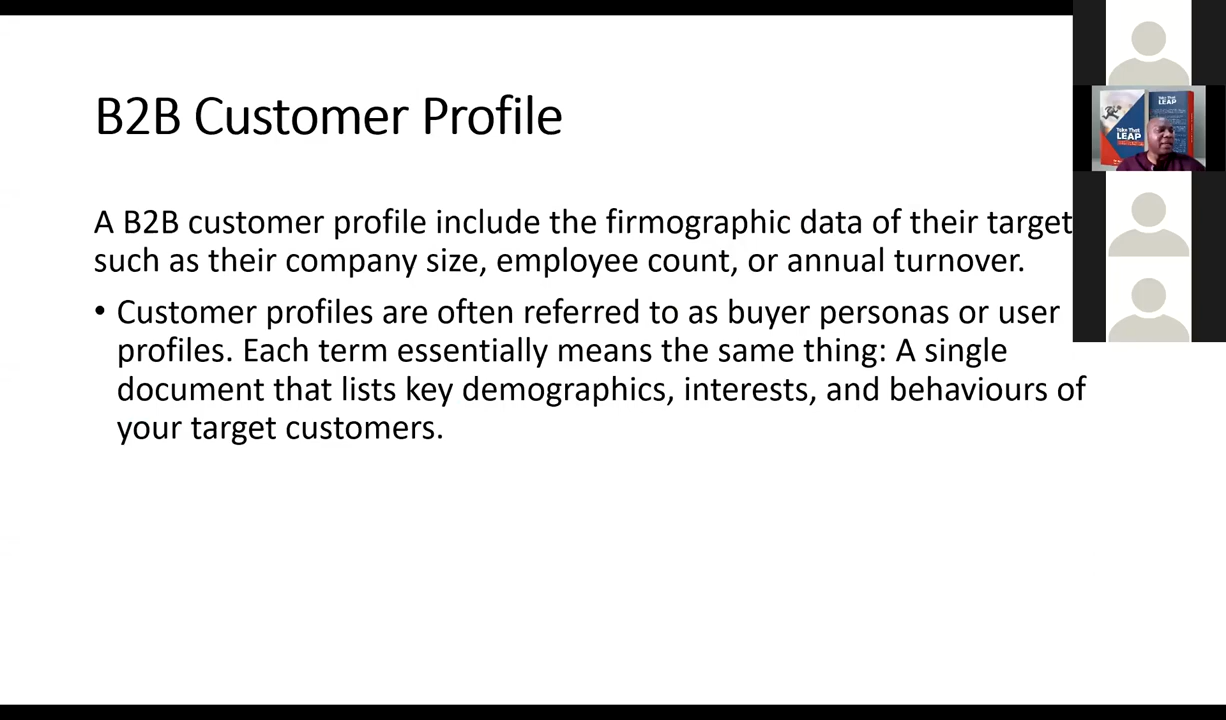 B2B Customer Profile
A B2B customer profile include the firmographic data of their target
such as their company size, employee count, or annual turnover.
• Customer profiles are often referred to as buyer personas or user
profiles. Each term essentially means the same thing: A single
document that lists key demographics, interests, and behaviours of
your target customers.
Take That
LEAP
Take That
LEAP